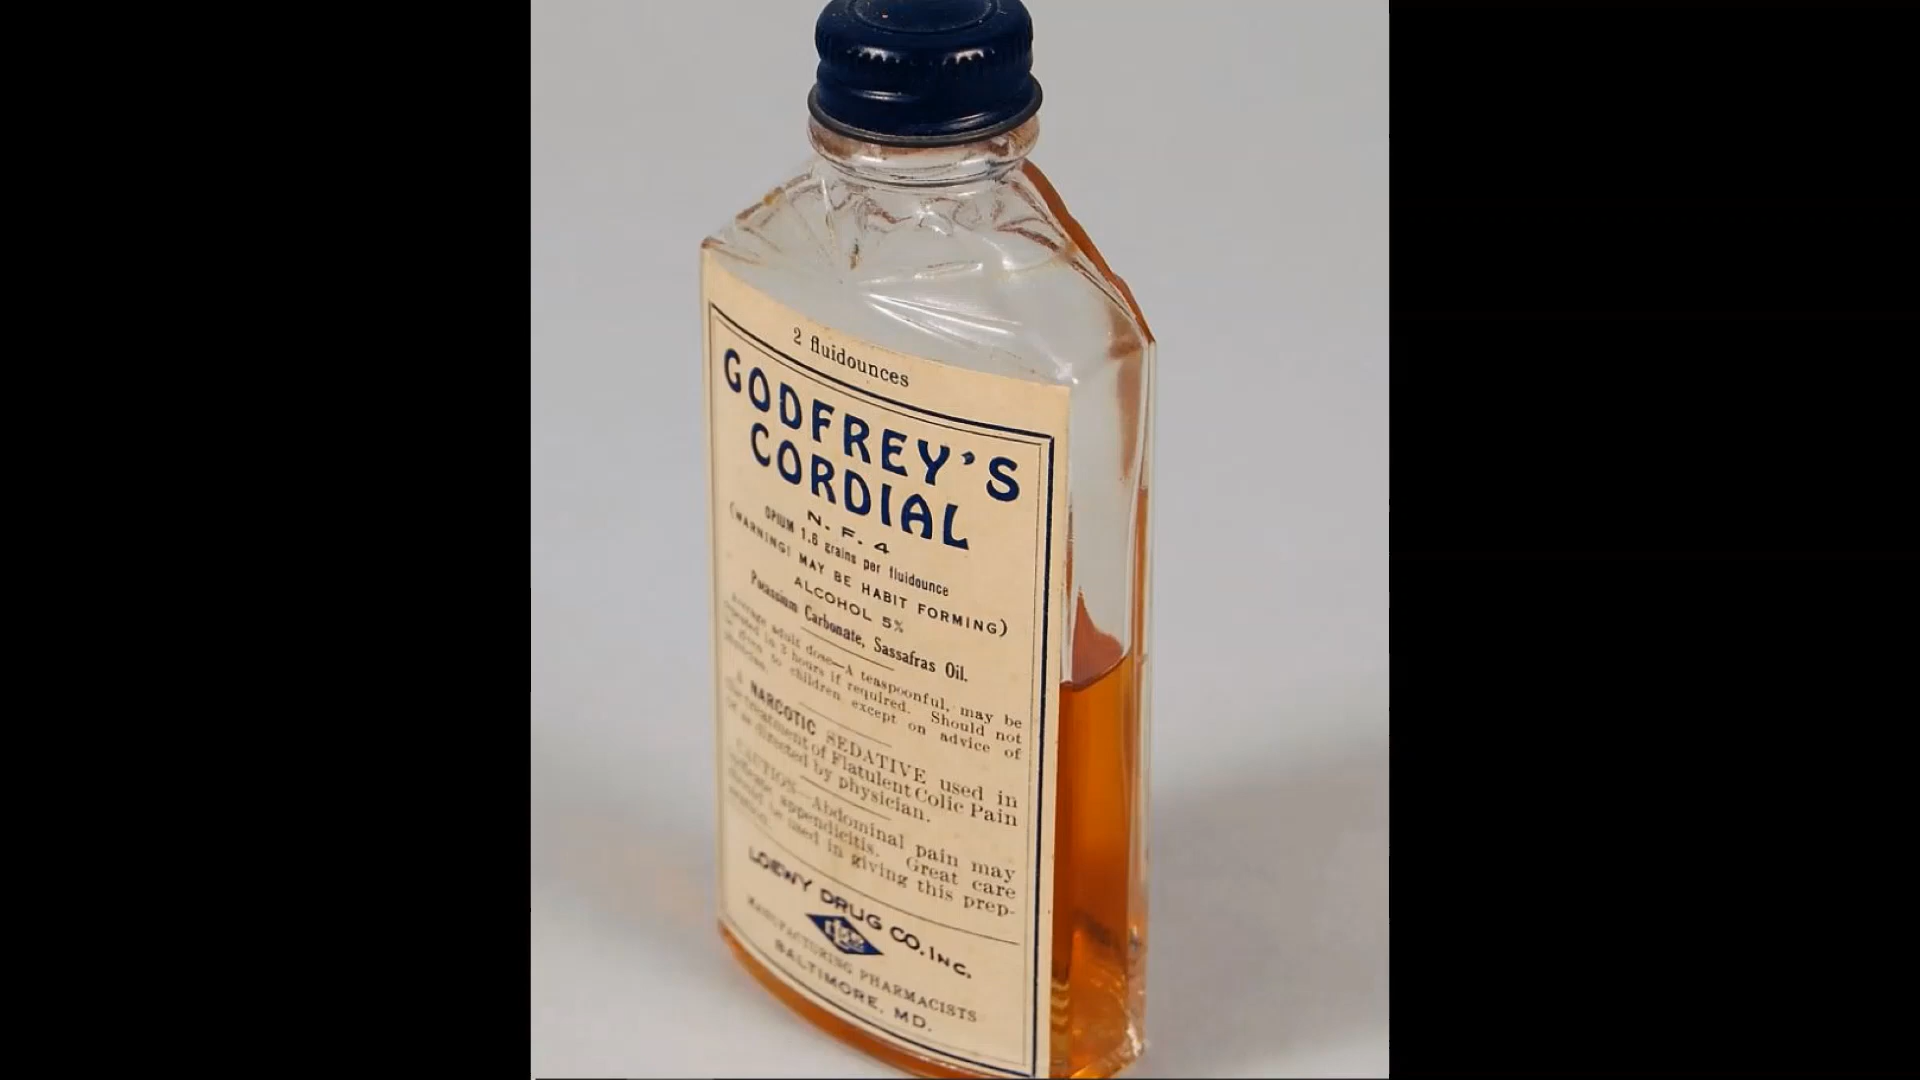 2 fluidounces
GODFREY'S
CORDIAL
N. F. 4
OPIUM 1.6 grains per fluidounce
(WARNING! MAY BE HABIT FORMING)
ALCOHOL 5%
Potassium Carbonate, Sassafras Oil.
Average adult dose—A teaspoonful, may be
repeated in 3 hours if required. Should not
be given to children except on advice of
physician.
A NARCOTIC SEDATIVE used in
the treatment of Flatulent Colic Pain
or as directed by physician.
CAUTION—Abdominal pain may
indicate appendicitis. Great care
should be used in giving this prep-
aration.
LOEWY DRUG CO. INC.
MANUFACTURING PHARMACISTS
BALTIMORE, MD.